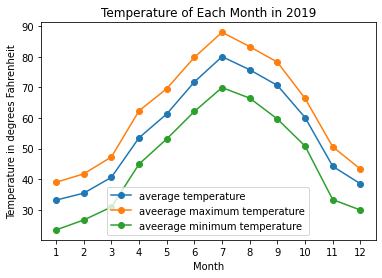 Temperature of Each Month in 2019
Temperature in degrees Fahrenheit
90
80
70
60
50
40
30
average temperature
aveerage maximum temperature
aveerage minimum temperature
1 2 3 4 5 6 7 8 9 10 11 12
Month